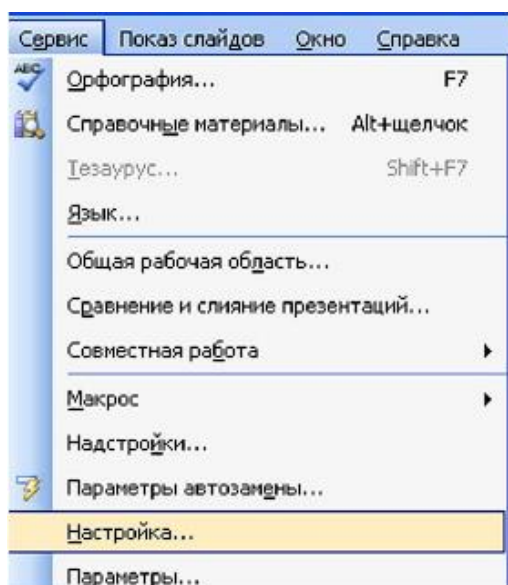 Сервис Показ слайдов Окно Справка
ABC Орфография... F7
Справочные материалы... Alt+щелчок
Тезаурус... Shift+F7
Язык...
Общая рабочая область...
Сравнение и слияние презентаций...
Совместная работа
Макрос
Надстройки...
Параметры автозамены...
Настройка...
Параметры...